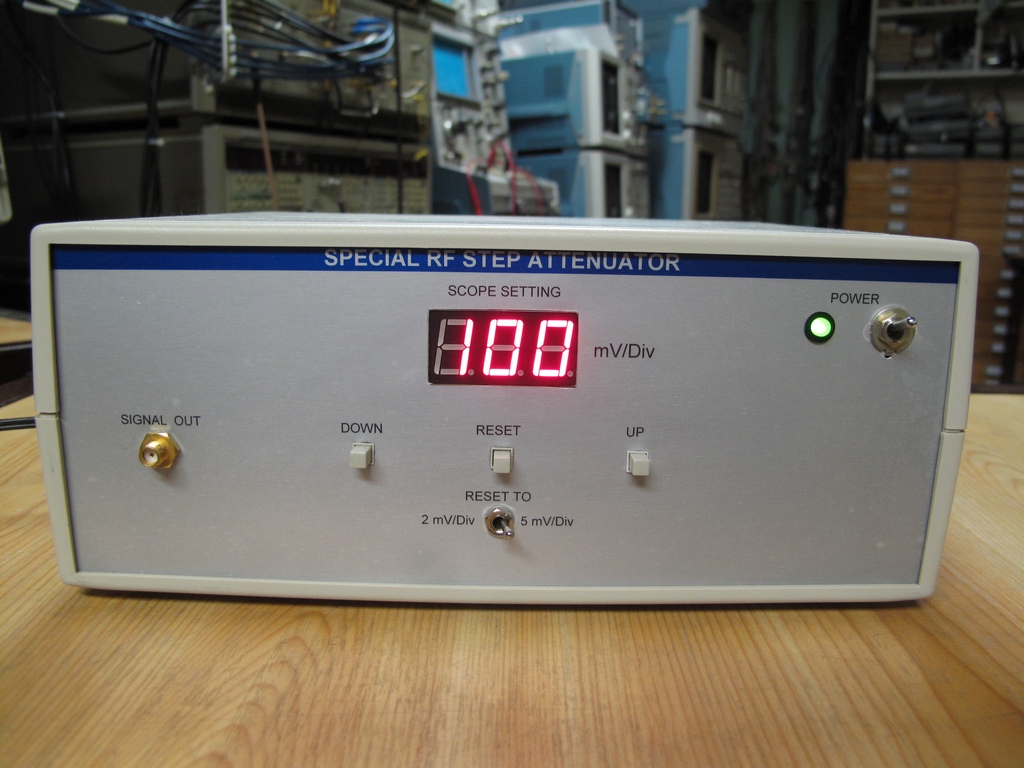 SPECIAL RF STEP ATTENUATOR
SCOPE SETTING
100 mV/Div
POWER
SIGNAL OUT
DOWN RESET UP
RESET TO
2 mV/Div 5 mV/Div